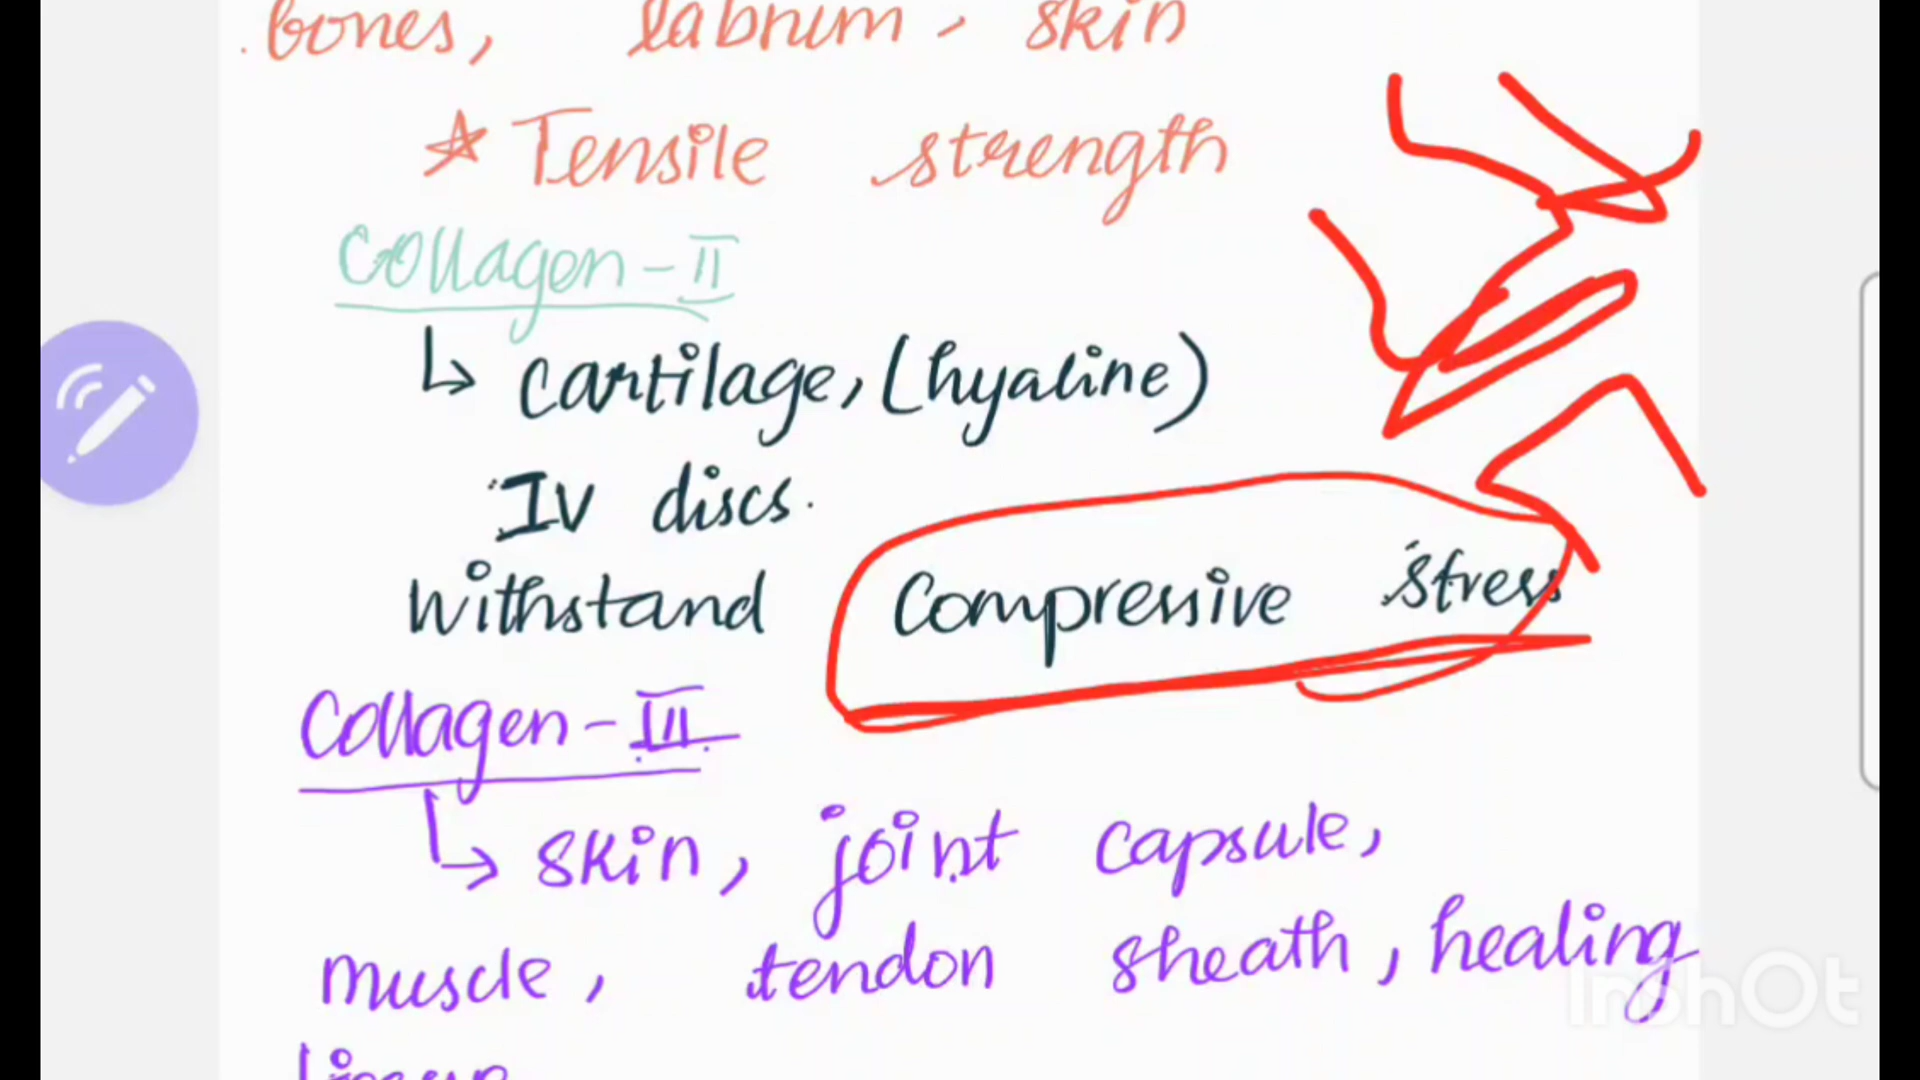 bones, labrum, skin
☆ Tensile strength
Collagen - II
↳ cartilage, (hyaline)
IV discs.
withstand Compressive stress
Collagen - III
↳ skin, joint capsule,
muscle, tendon sheath, healing
InShOt